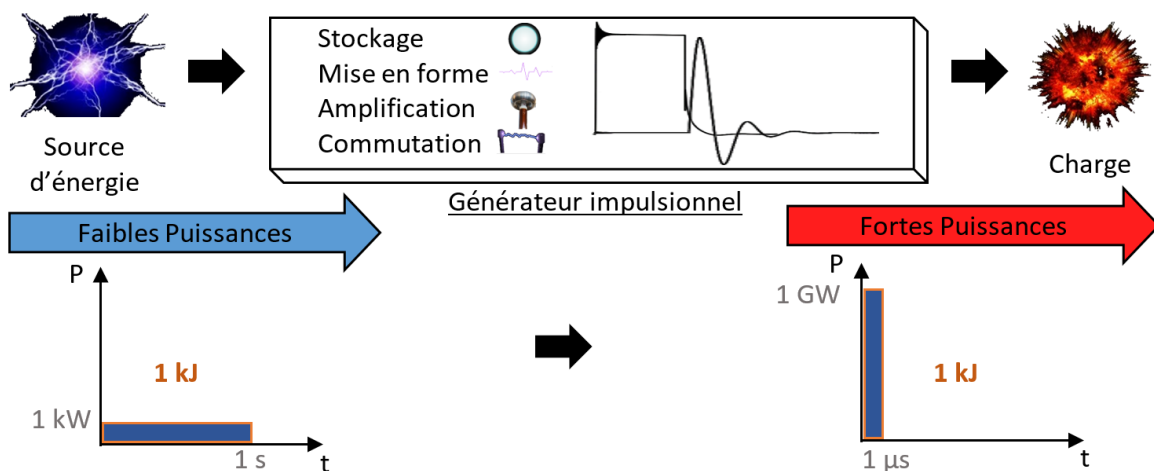 Stockage
Mise en forme
Amplification
Commutation
Source
d'énergie
Charge
Générateur impulsionnel
Faibles Puissances
Fortes Puissances
P
1 kJ
1 kW
1 s
t
P
1 GW
1 kJ
1 µs
t